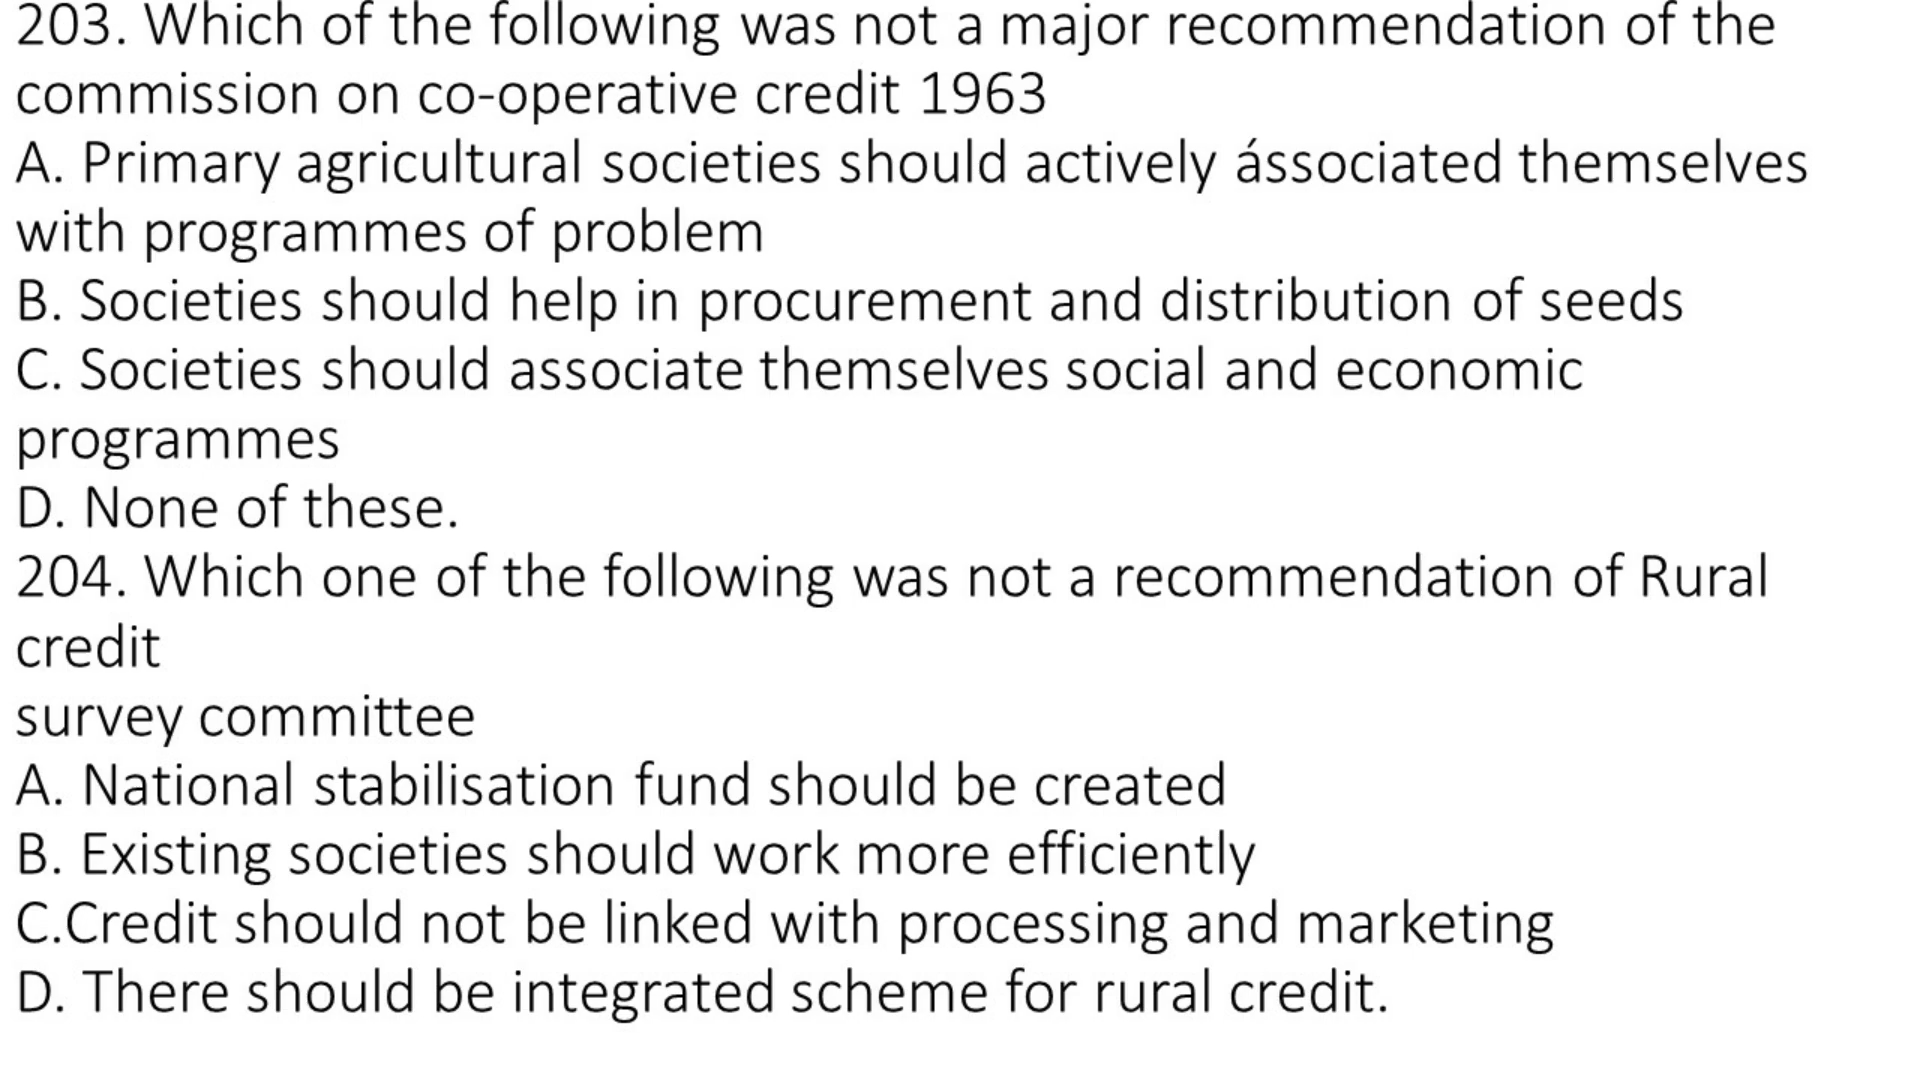 203. Which of the following was not a major recommendation of the
commission on co-operative credit 1963
A. Primary agricultural societies should actively ássociated themselves
with programmes of problem
B. Societies should help in procurement and distribution of seeds
C. Societies should associate themselves social and economic
programmes
D. None of these.
204. Which one of the following was not a recommendation of Rural
credit
survey committee
A. National stabilisation fund should be created
B. Existing societies should work more efficiently
C.Credit should not be linked with processing and marketing
D. There should be integrated scheme for rural credit.